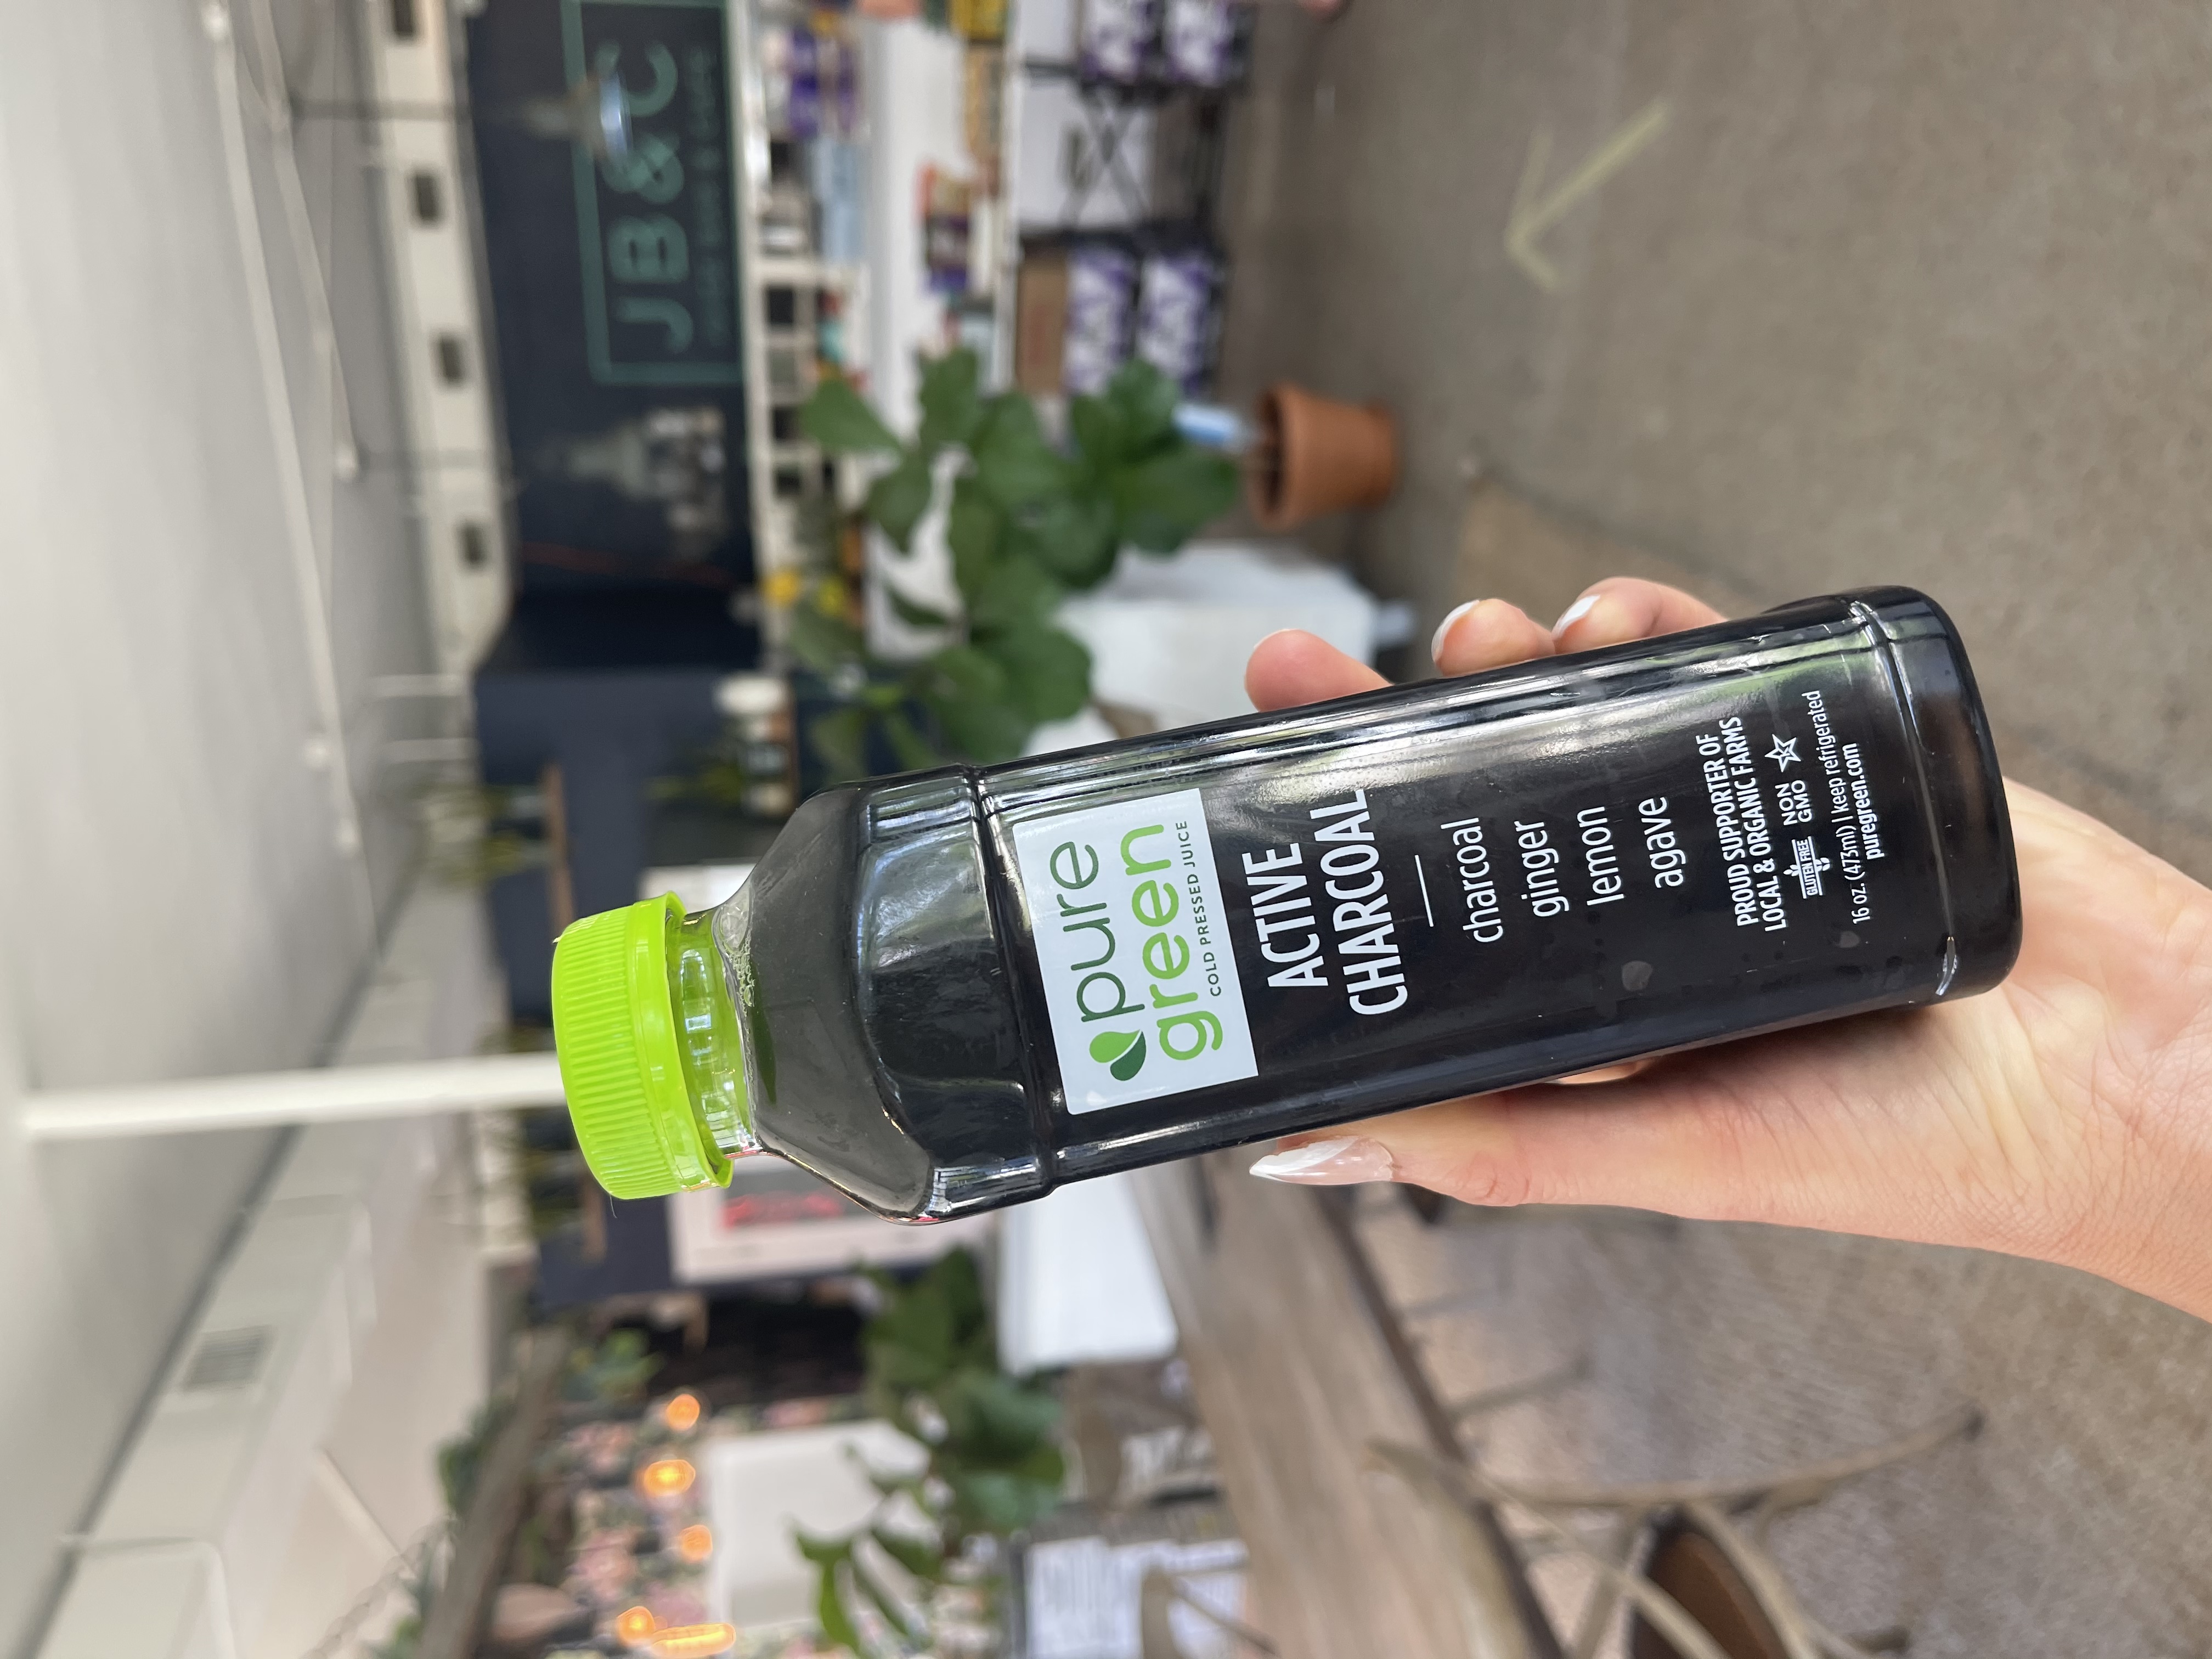 pure
green
COLD PRESSED JUICE
ACTIVE
CHARCOAL
charcoal
ginger
lemon
agave
PROUD SUPPORTER OF
LOCAL & ORGANIC FARMS
GLUTEN FREE NON
GMO
16 oz. (473ml) | keep refrigerated
puregreen.com
JB&C